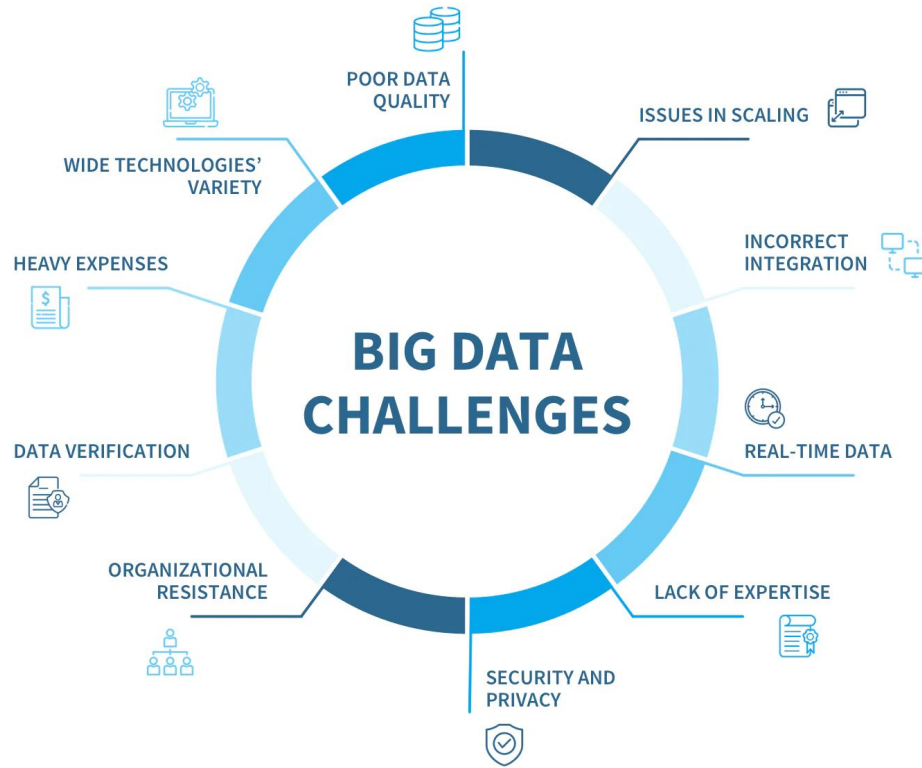 BIG DATA
CHALLENGES
POOR DATA
QUALITY
ISSUES IN SCALING
INCORRECT
INTEGRATION
REAL-TIME DATA
LACK OF EXPERTISE
SECURITY AND
PRIVACY
ORGANIZATIONAL
RESISTANCE
DATA VERIFICATION
HEAVY EXPENSES
$
WIDE TECHNOLOGIES’
VARIETY